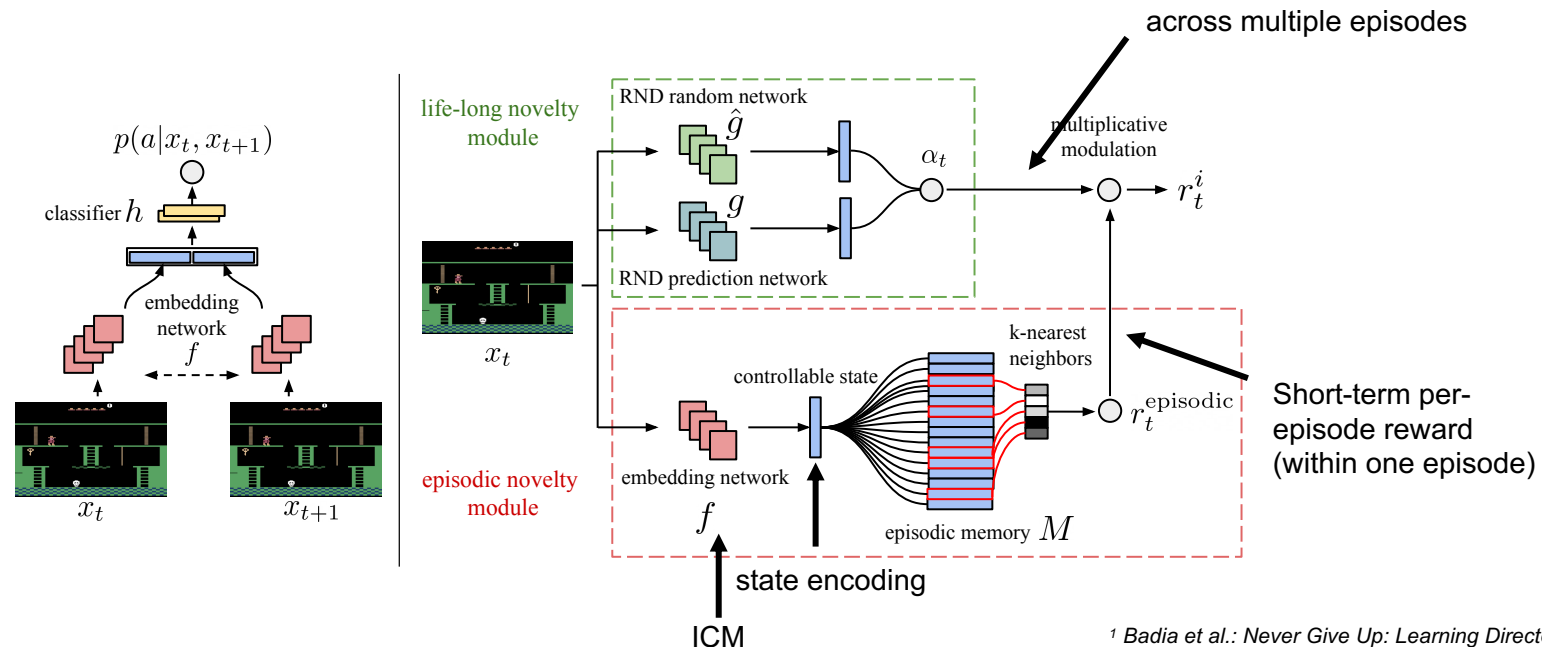 across multiple episodes
life-long novelty
module
RND random network
ĝ
g
RND prediction network
α_t
multiplicative
modulation
r_t^i
p(a|x_t, x_{t+1})
classifier h
embedding
network
f
x_t
x_{t+1}
x_t
episodic novelty
module
embedding network
f
controllable state
k-nearest
neighbors
episodic memory M
r_t^episodic
Short-term per-
episode reward
(within one episode)
state encoding
ICM
¹ Badia et al.: Never Give Up: Learning Directe